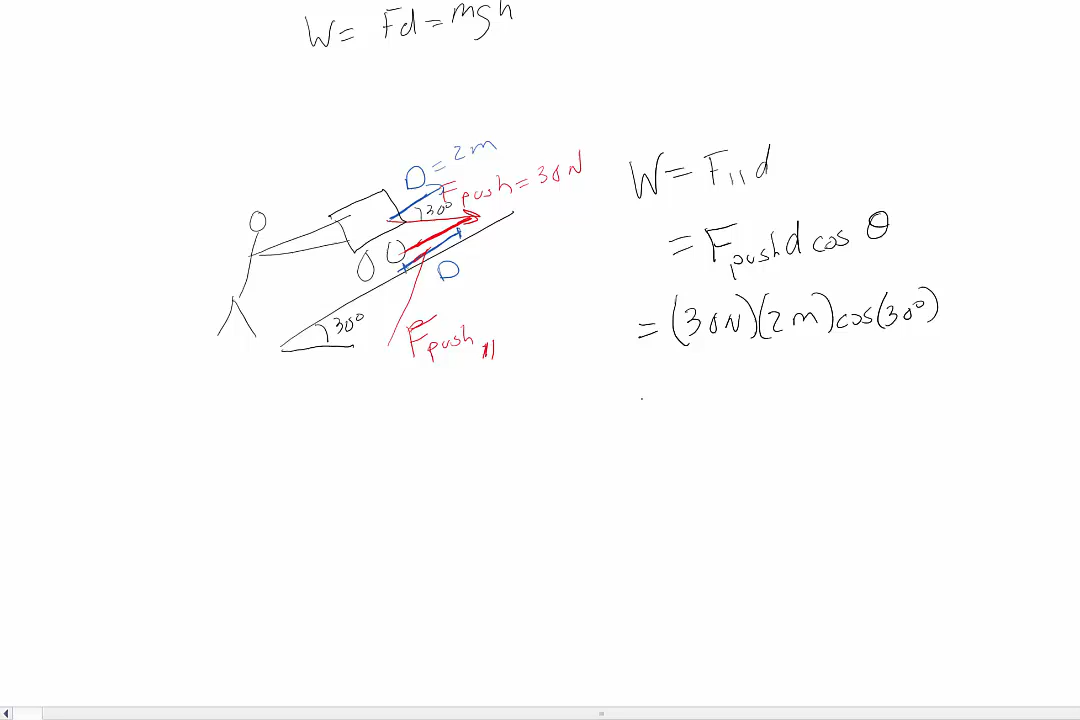 W = Fd = mgh
D = 2m
Fpush = 30N
30°
D
30°
Fpush ||
W = F|| d
= Fpush d cos θ
= (30N)(2m)cos(30°)